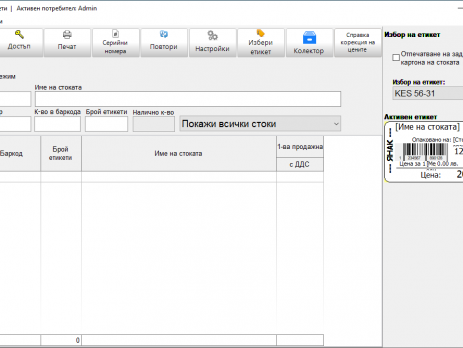 ети | Активен потребител: Admin
и
Достъп
Печат
Серийни
номера
Повтори
Настройки
Избери
етикет
Колектор
Справка
корекция на
цените
Избор на етикет
Отпечатване на зад
картона на стоката
Избор на етикет:
KES 56-31
ежим
Име на стоката
К-во в баркода
Брой етикети
Налично к-во
Покажи всички стоки
Баркод
Брой
етикети
Име на стоката
1-ва продажна
с ДДС
0
Активен етикет
[Име на стоката]
Опаковано на: [Ст
ЯНАК
12
Цена за 1 Ме 0.00 лв.
Цена:
20